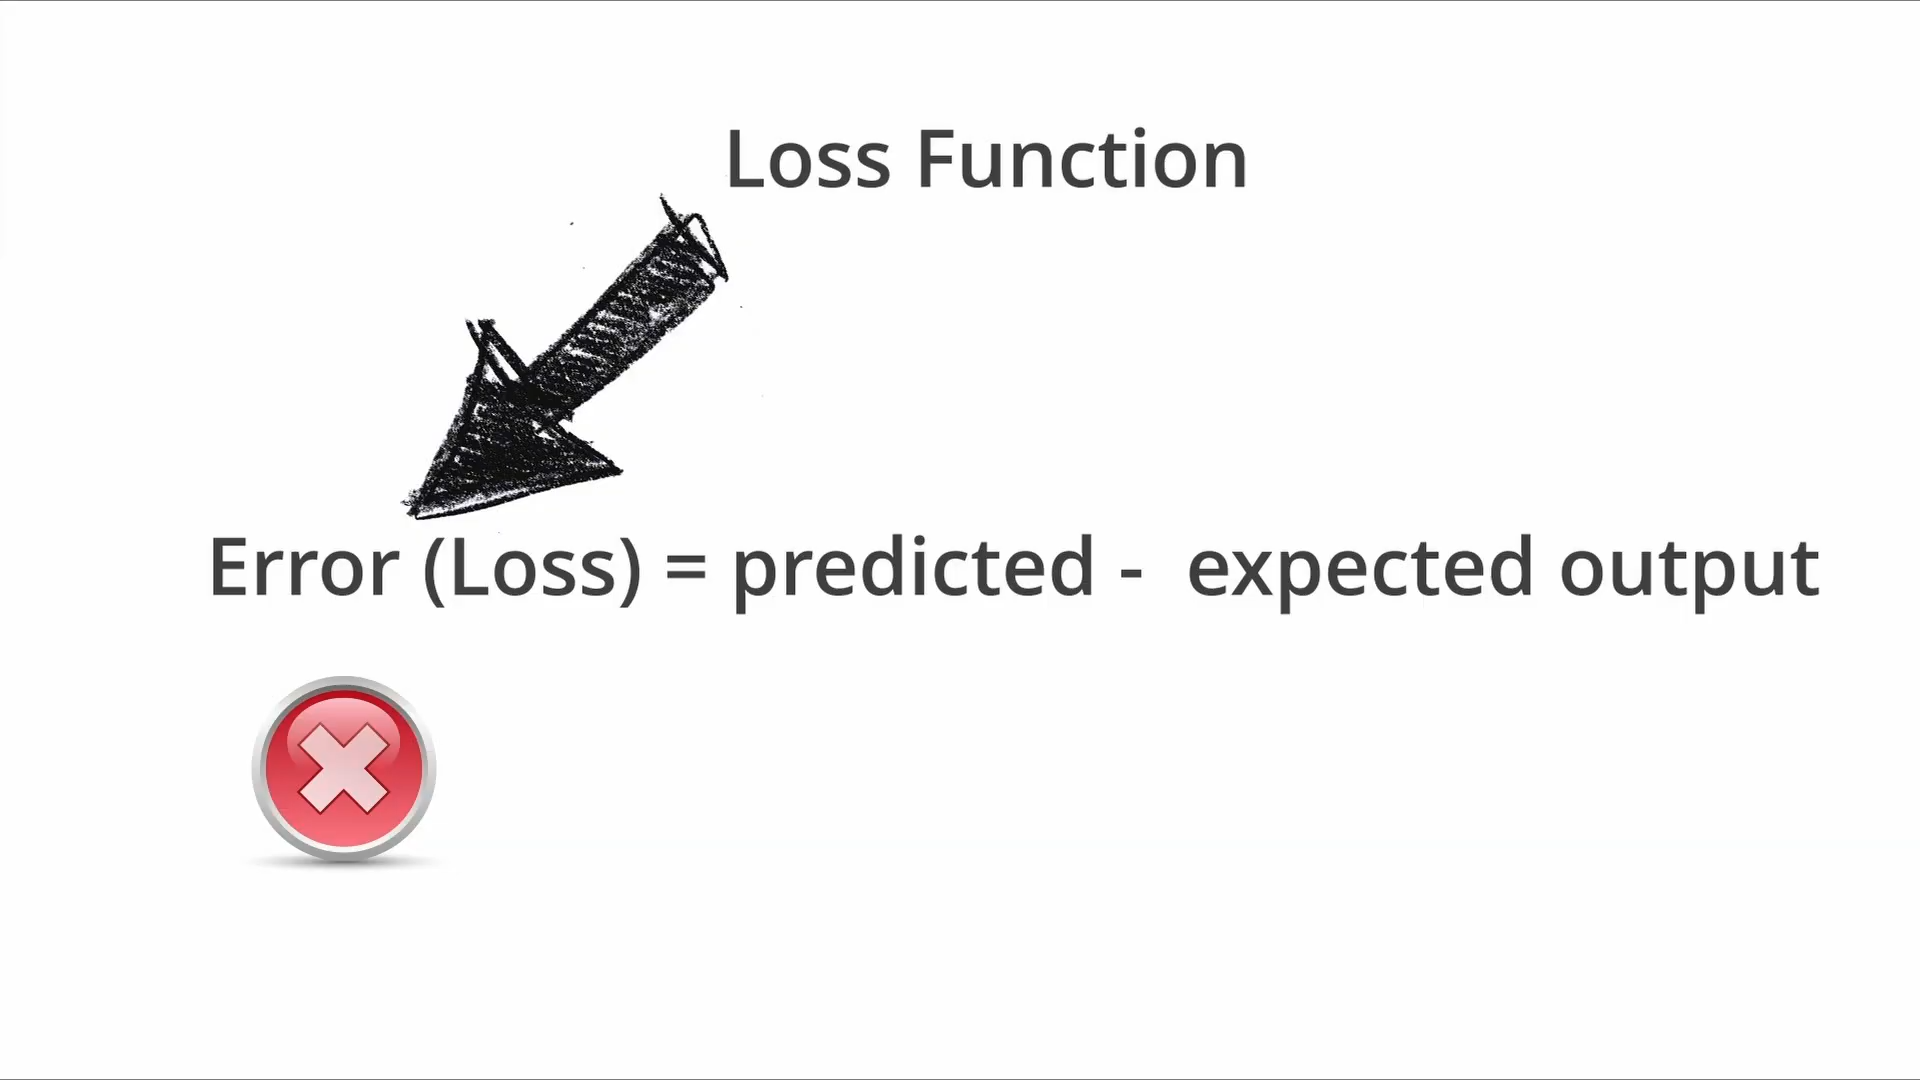 Loss Function
Error (Loss) = predicted - expected output